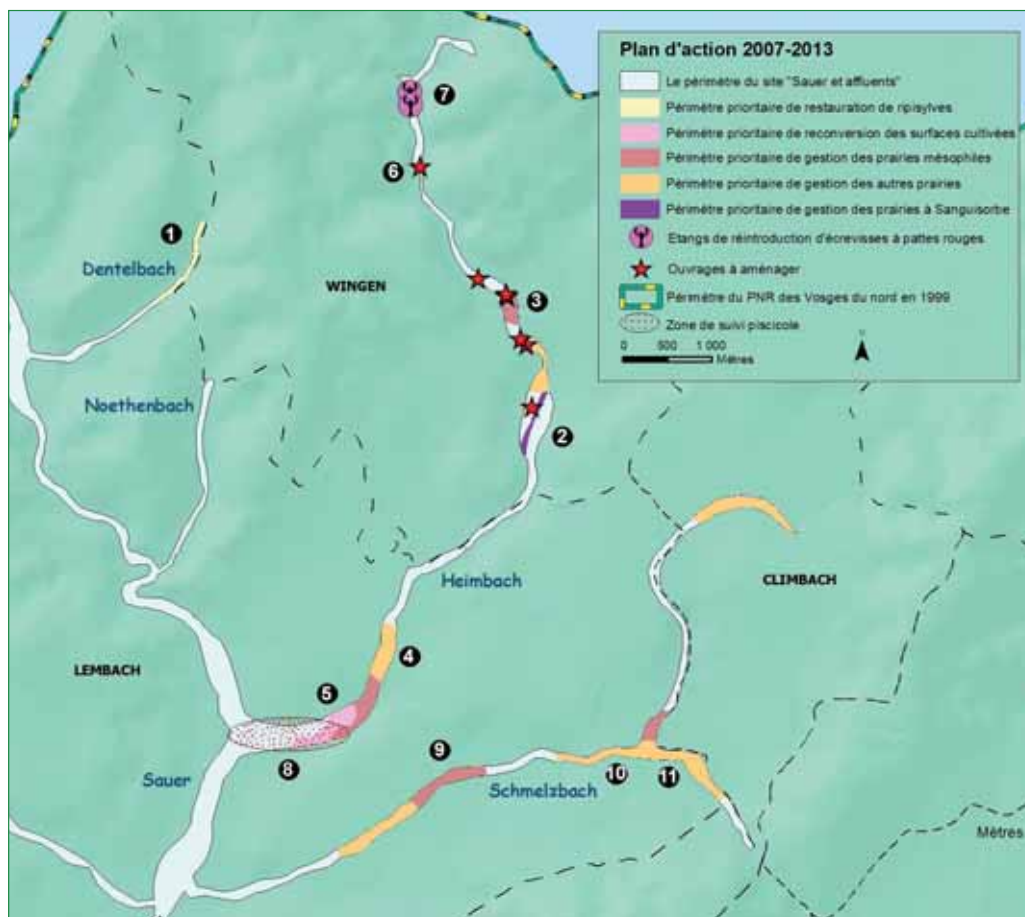 Plan d'action 2007-2013
Le périmètre du site "Sauer et affluents"
Périmètre prioritaire de restauration de ripisylves
Périmètre prioritaire de reconversion des surfaces cultivées
Périmètre prioritaire de gestion des prairies mésophiles
Périmètre prioritaire de gestion des autres prairies
Périmètre prioritaire de gestion des prairies à Sanguisorbe
Etangs de réintroduction d'écrevisses à pattes rouges
Ouvrages à aménager
Périmètre du PNR des Vosges du nord en 1999
Zone de suivi piscicole
0 500 1 000
Mètres
7
6
1
Dentelbach
WINGEN
3
Noethenbach
2
Heimbach
CLIMBACH
LEMBACH
4
5
8
9
Sauer
Schmelzbach
10
11
Mètres